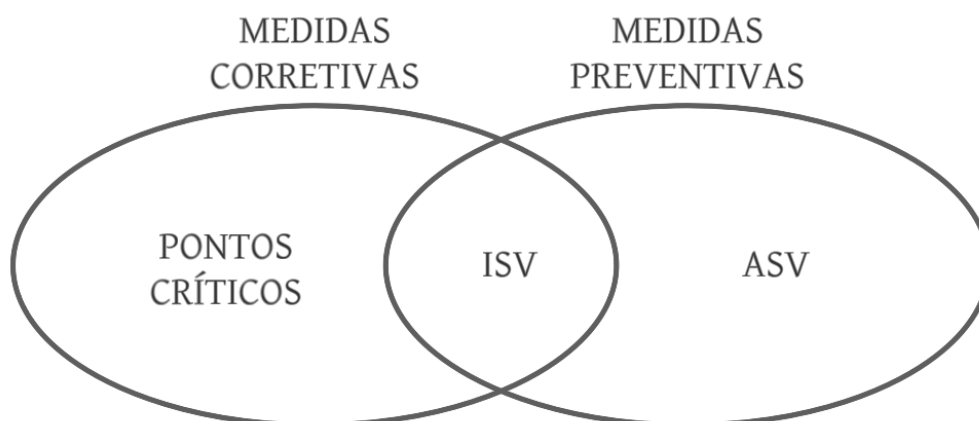 MEDIDAS
CORRETIVAS
MEDIDAS
PREVENTIVAS
PONTOS
CRÍTICOS
ISV
ASV